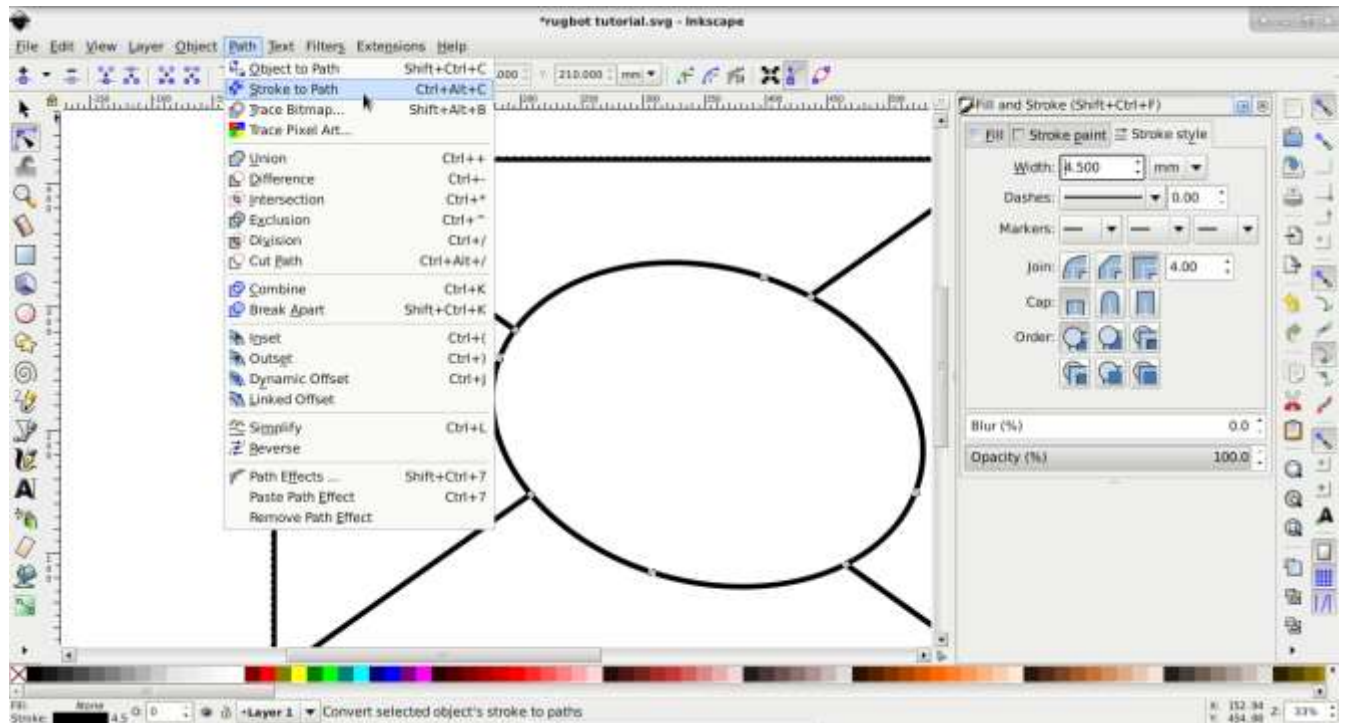 *rugbot tutorial.svg - Inkscape
File Edit View Layer Object Path Text Filters Extensions Help
210.000 mm
Object to Path Shift+Ctrl+C
Stroke to Path Ctrl+Alt+C
Trace Bitmap... Shift+Alt+B
Trace Pixel Art...
Union Ctrl++
Difference Ctrl+-
Intersection Ctrl+*
Exclusion Ctrl+^
Division Ctrl+/
Cut Path Ctrl+Alt+/
Combine Ctrl+K
Break Apart Shift+Ctrl+K
Inset Ctrl+(
Outset Ctrl+)
Dynamic Offset Ctrl+J
Linked Offset
Simplify Ctrl+L
Reverse
Path Effects ... Shift+Ctrl+7
Paste Path Effect Ctrl+7
Remove Path Effect
Fill and Stroke (Shift+Ctrl+F)
Fill Stroke paint Stroke style
Width: 4.500 mm
Dashes: 0.00
Markers:
Join: 4.00
Cap:
Order:
Blur (%) 0.0
Opacity (%) 100.0
Fill: None
Stroke: 4.5 O: 0 -Layer 1 Convert selected object's stroke to paths
X: 152.94 Z: 33%